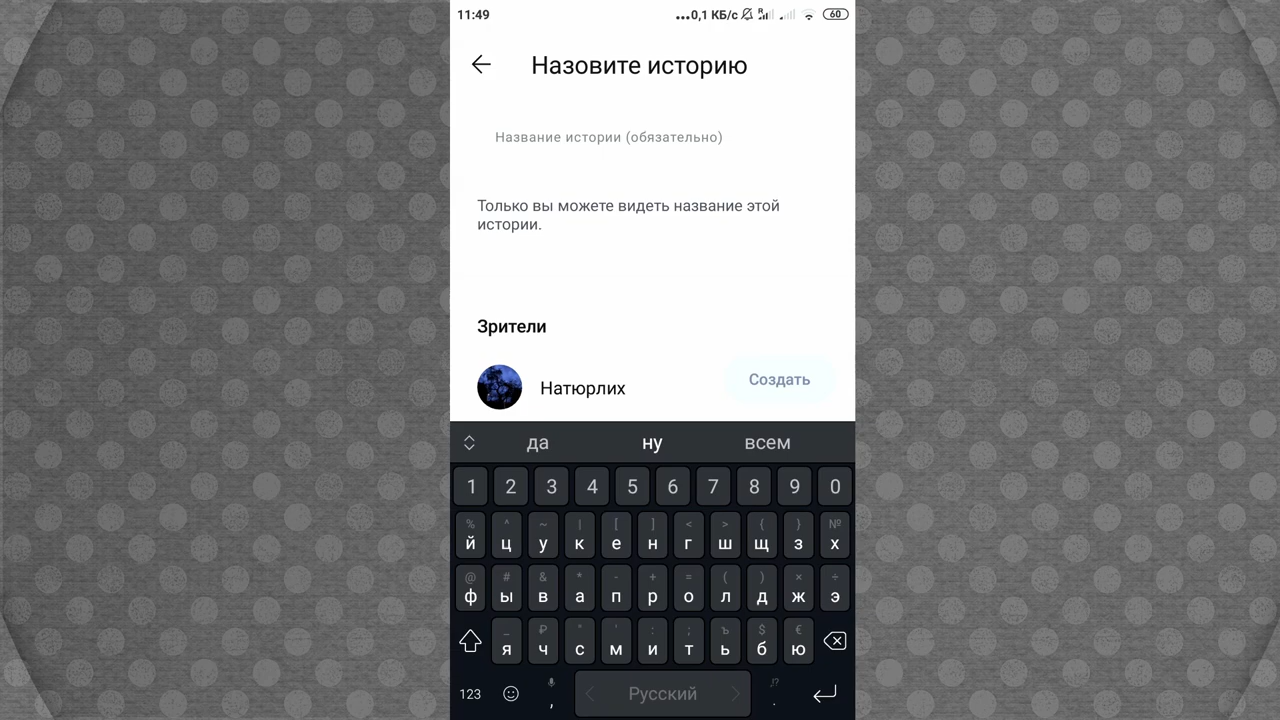 11:49
...0,1 КБ/с R 60
Назовите историю
Название истории (обязательно)
Только вы можете видеть название этой
истории.
Зрители
Натюрлих
Создать
да ну всем
1 2 3 4 5 6 7 8 9 0
% ^ ~ | [ ] < > { } №
й ц у к е н г ш щ з х
@ # & * - + = ( ) × ÷
ф ы в а п р о л д ж э
_ ₽ " ' : ; ъ $ €
я ч с м и т ь б ю
123 , Русский . ,!?